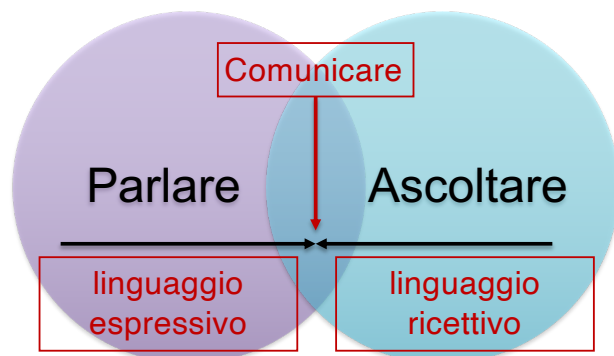 Comunicare
Parlare
Ascoltare
linguaggio
espressivo
linguaggio
ricettivo